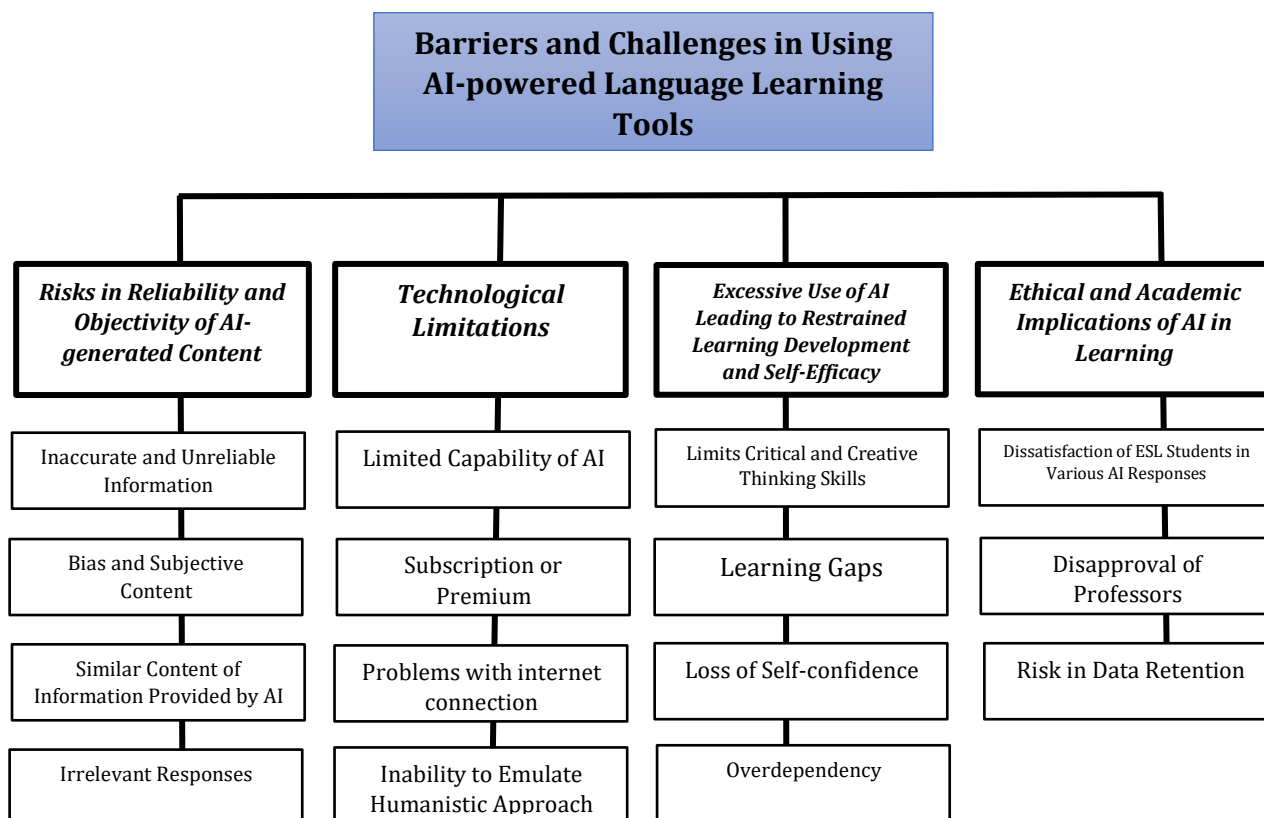 Barriers and Challenges in Using
AI-powered Language Learning
Tools
Risks in Reliability and
Objectivity of AI-
generated Content
Inaccurate and Unreliable
Information
Bias and Subjective
Content
Similar Content of
Information Provided by AI
Irrelevant Responses
Technological
Limitations
Limited Capability of AI
Subscription or
Premium
Problems with internet
connection
Inability to Emulate
Humanistic Approach
Excessive Use of AI
Leading to Restrained
Learning Development
and Self-Efficacy
Limits Critical and Creative
Thinking Skills
Learning Gaps
Loss of Self-confidence
Overdependency
Ethical and Academic
Implications of AI in
Learning
Dissatisfaction of ESL Students in
Various AI Responses
Disapproval of
Professors
Risk in Data Retention